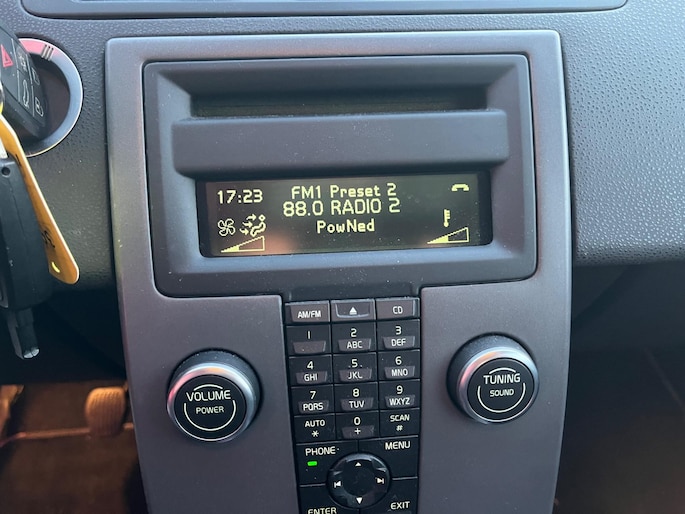 17:23
FM1 Preset 2
88.0 RADIO 2
PowNed
AM/FM
CD
1
2
ABC
3
DEF
4
GHI
5
JKL
6
MNO
7
PQRS
8
TUV
9
WXYZ
AUTO
*
0
+
SCAN
#
PHONE
MENU
ENTER
EXIT
VOLUME
POWER
TUNING
SOUND